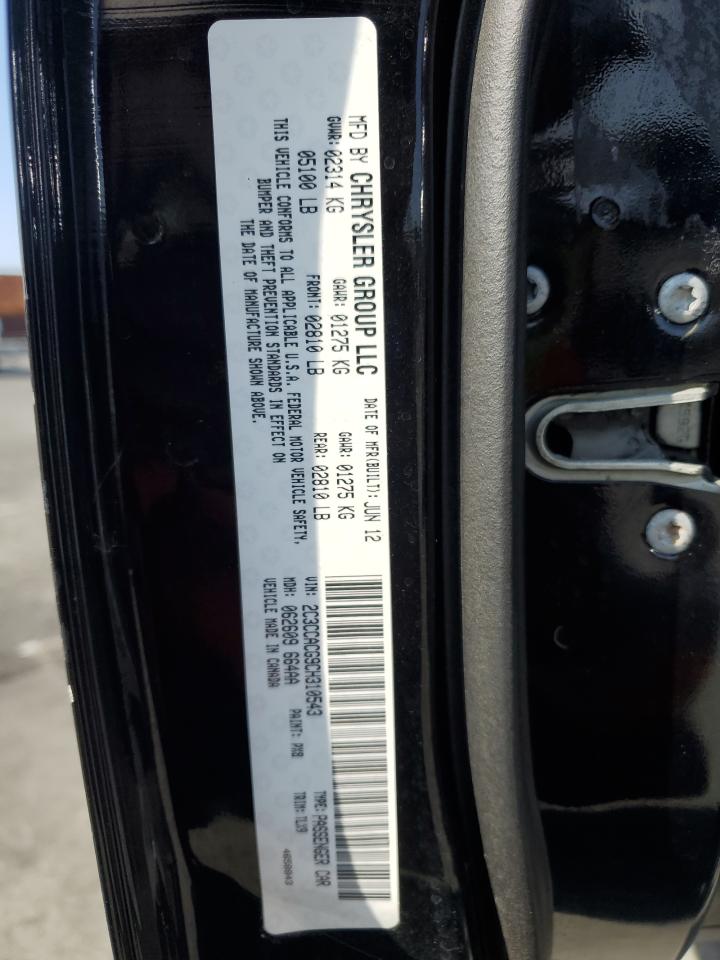 MFD BY CHRYSLER GROUP LLC
DATE OF MFR(BUILT): JUN 12
GVWR: 02314 KG
GAWR: 01275 KG
GAWR: 01275 KG
05100 LB
FRONT: 02810 LB
REAR: 02810 LB
THIS VEHICLE CONFORMS TO ALL APPLICABLE U.S.A. FEDERAL MOTOR VEHICLE SAFETY,
BUMPER AND THEFT PREVENTION STANDARDS IN EFFECT ON
THE DATE OF MANUFACTURE SHOWN ABOVE.
VIN: 2C3CCACG9CH310543
TYPE: PASSENGER CAR
MDH: 062609 664AA
PAINT: PX8
TRIM: TLX9
VEHICLE MADE IN CANADA